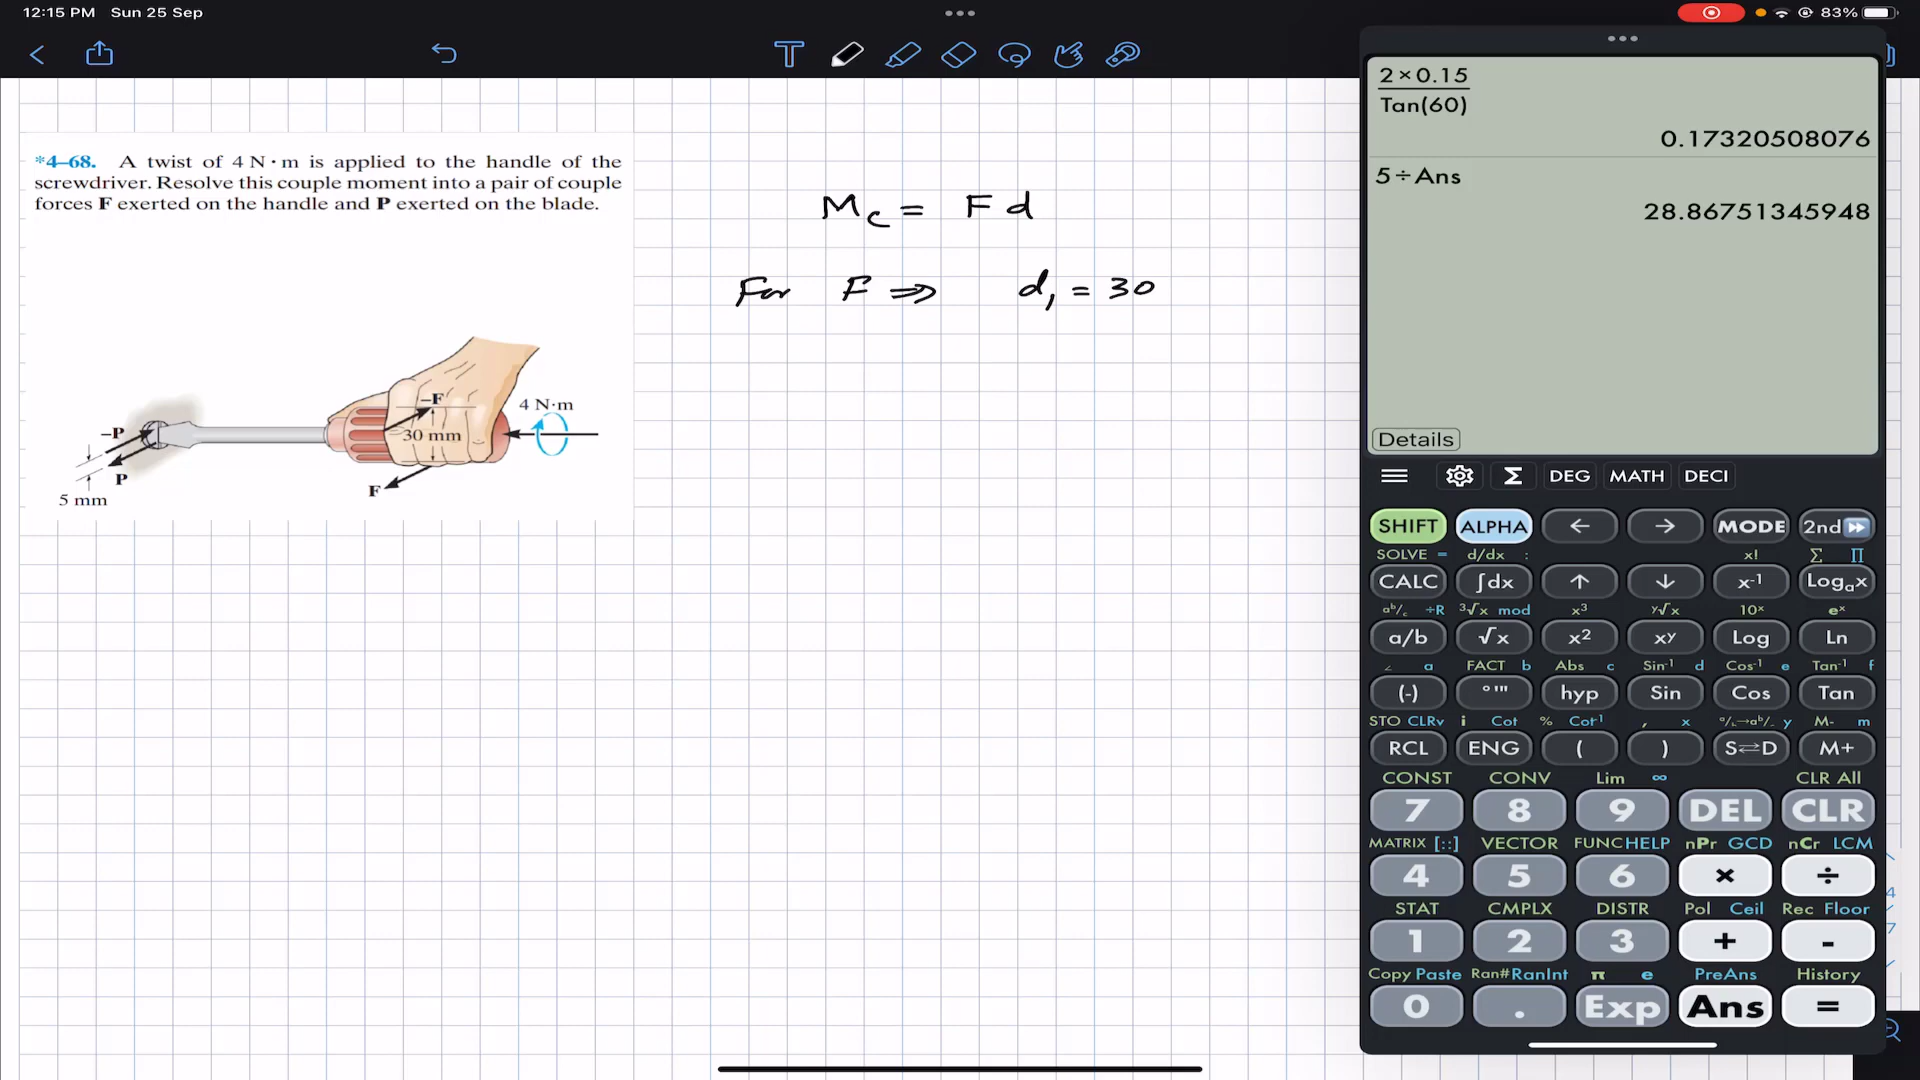 12:15 PM Sun 25 Sep
83%
*4–68. A twist of 4 N·m is applied to the handle of the
screwdriver. Resolve this couple moment into a pair of couple
forces F exerted on the handle and P exerted on the blade.
–F
4 N·m
30 mm
–P
P
F
5 mm
Mc = F d
For F ⇒ d₁ = 30
2×0.15
Tan(60)
0.17320508076
5÷Ans
28.86751345948
Details
Σ DEG MATH DECI
SHIFT ALPHA ← → MODE 2nd
SOLVE = d/dx : x! Σ Π
CALC ∫dx ↑ ↓ x⁻¹ Logₐx
aᵇ/c ÷R ³√x mod x³ ʸ√x 10ˣ eˣ
a/b √x x² xʸ Log Ln
∠ a FACT b Abs c Sin⁻¹ d Cos⁻¹ e Tan⁻¹ f
(-) °'" hyp Sin Cos Tan
STO CLRv i Cot % Cot⁻¹ , x y M- m
RCL ENG ( ) S⇌D M+
CONST CONV Lim ∞ CLR All
7 8 9 DEL CLR
MATRIX [::] VECTOR FUNC HELP nPr GCD nCr LCM
4 5 6 × ÷
STAT CMPLX DISTR Pol Ceil Rec Floor
1 2 3 + -
Copy Paste Ran# RanInt π e PreAns History
0 . Exp Ans =
4
7